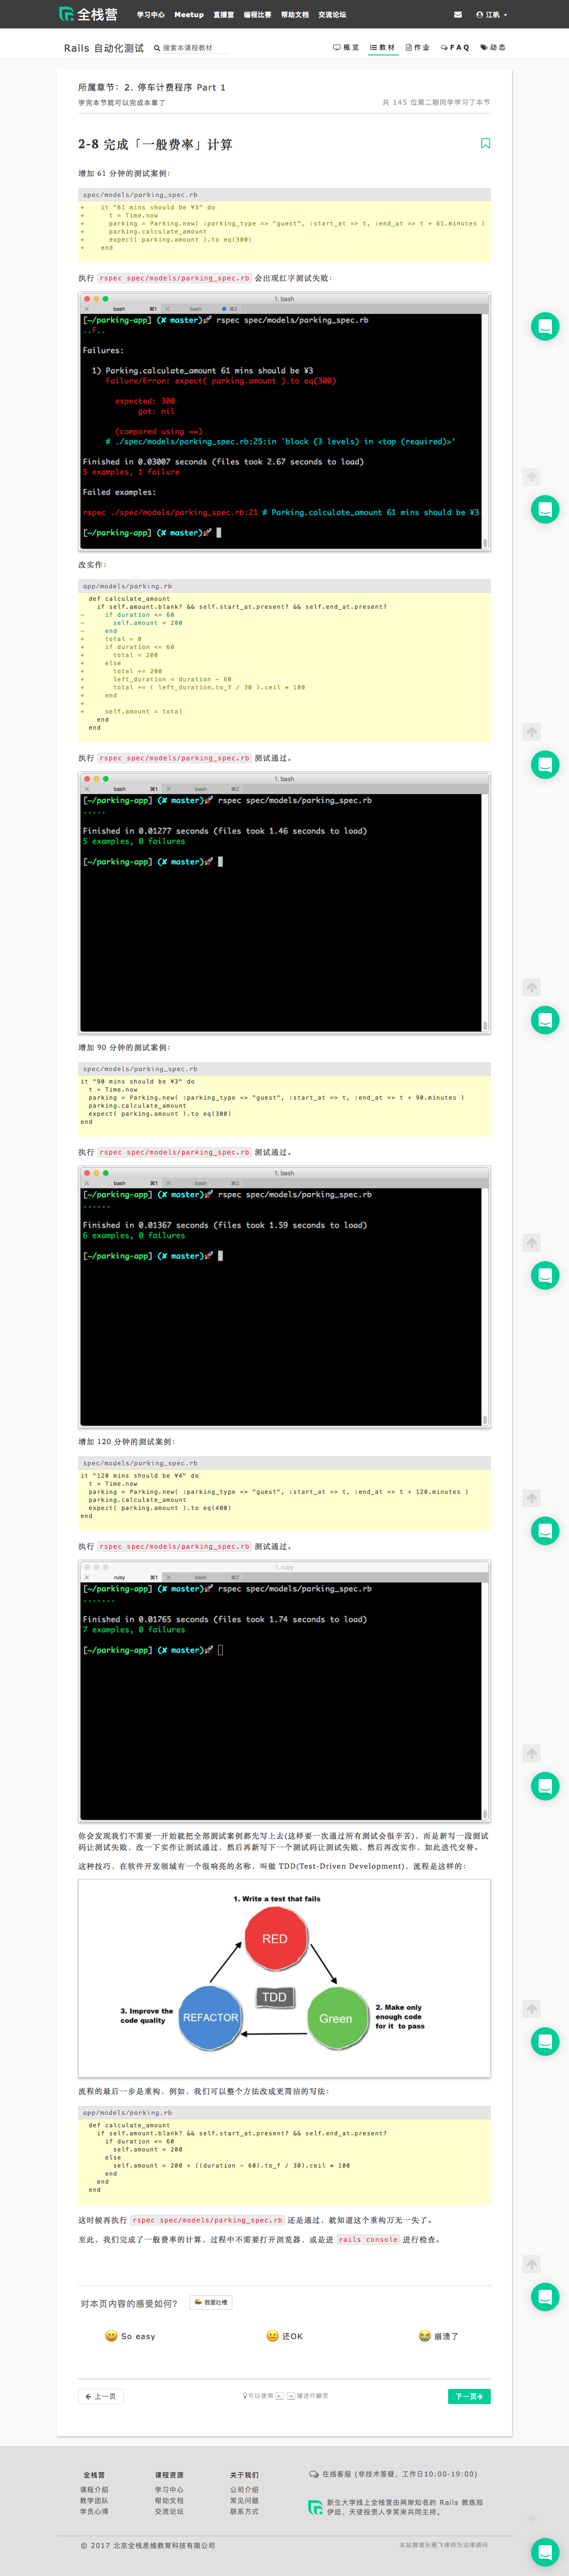 全栈营
学习中心 Meetup 直播室 编程比赛 帮助文档 交流论坛
江帆
Rails 自动化测试 搜索本课程教材
概览 教材 作业 FAQ 动态
所属章节：2. 停车计费程序 Part 1
学完本节就可以完成本章了
共 145 位第二期同学学习了本节
2-8 完成「一般费率」计算
增加 61 分钟的测试案例：
spec/models/parking_spec.rb
+    it "61 mins should be ¥3" do
+      t = Time.now
+      parking = Parking.new( :parking_type => "guest", :start_at => t, :end_at => t + 61.minutes )
+      parking.calculate_amount
+      expect( parking.amount ).to eq(300)
+    end
执行 rspec spec/models/parking_spec.rb 会出现红字测试失败：
1. bash
bash ⌘1 bash ⌘2
[~/parking-app] (✘ master)🚀 rspec spec/models/parking_spec.rb
..F..
Failures:
1) Parking.calculate_amount 61 mins should be ¥3
Failure/Error: expect( parking.amount ).to eq(300)
expected: 300
got: nil
(compared using ==)
# ./spec/models/parking_spec.rb:25:in `block (3 levels) in <top (required)>'
Finished in 0.03007 seconds (files took 2.67 seconds to load)
5 examples, 1 failure
Failed examples:
rspec ./spec/models/parking_spec.rb:21 # Parking.calculate_amount 61 mins should be ¥3
[~/parking-app] (✘ master)🚀
改实作：
app/models/parking.rb
def calculate_amount
if self.amount.blank? && self.start_at.present? && self.end_at.present?
-      if duration <= 60
-        self.amount = 200
-      end
+      total = 0
+      if duration <= 60
+        total = 200
+      else
+        total += 200
+        left_duration = duration - 60
+        total += ( left_duration.to_f / 30 ).ceil * 100
+      end
+
+      self.amount = total
end
end
执行 rspec spec/models/parking_spec.rb 测试通过。
1. bash
bash ⌘1 bash ⌘2
[~/parking-app] (✘ master)🚀 rspec spec/models/parking_spec.rb
.....
Finished in 0.01277 seconds (files took 1.46 seconds to load)
5 examples, 0 failures
[~/parking-app] (✘ master)🚀
增加 90 分钟的测试案例：
spec/models/parking_spec.rb
it "90 mins should be ¥3" do
t = Time.now
parking = Parking.new( :parking_type => "guest", :start_at => t, :end_at => t + 90.minutes )
parking.calculate_amount
expect( parking.amount ).to eq(300)
end
执行 rspec spec/models/parking_spec.rb 测试通过。
1. bash
bash ⌘1 bash ⌘2
[~/parking-app] (✘ master)🚀 rspec spec/models/parking_spec.rb
......
Finished in 0.01367 seconds (files took 1.59 seconds to load)
6 examples, 0 failures
[~/parking-app] (✘ master)🚀
增加 120 分钟的测试案例：
spec/models/parking_spec.rb
it "120 mins should be ¥4" do
t = Time.now
parking = Parking.new( :parking_type => "guest", :start_at => t, :end_at => t + 120.minutes )
parking.calculate_amount
expect( parking.amount ).to eq(400)
end
执行 rspec spec/models/parking_spec.rb 测试通过。
1. ruby
ruby ⌘1 bash ⌘2
[~/parking-app] (✘ master)🚀 rspec spec/models/parking_spec.rb
.......
Finished in 0.01765 seconds (files took 1.74 seconds to load)
7 examples, 0 failures
[~/parking-app] (✘ master)🚀
你会发现我们不需要一开始就把全部测试案例都先写上去(这样要一次通过所有测试会很辛苦)，而是新写一段测试
码让测试失败，改一下实作让测试通过，然后再新写下一个测试码让测试失败，然后再改实作，如此迭代交替。
这种技巧，在软件开发领域有一个很响亮的名称，叫做 TDD(Test-Driven Development)，流程是这样的：
1. Write a test that fails
RED
TDD
3. Improve the
code quality
REFACTOR
Green
2. Make only
enough code
for it to pass
流程的最后一步是重构，例如，我们可以整个方法改成更简洁的写法：
app/models/parking.rb
def calculate_amount
if self.amount.blank? && self.start_at.present? && self.end_at.present?
if duration <= 60
self.amount = 200
else
self.amount = 200 + ((duration - 60).to_f / 30).ceil * 100
end
end
end
这时候再执行 rspec spec/models/parking_spec.rb 还是通过，就知道这个重构万无一失了。
至此，我们完成了一般费率的计算，过程中不需要打开浏览器，或是进 rails console 进行检查。
对本页内容的感受如何？ 我要吐槽
So easy 还OK 崩溃了
上一页 可以使用 ← → 键进行翻页 下一页
全栈营 课程资源 关于我们
课程介绍 学习中心 公司介绍
教学团队 帮助文档 常见问题
学员心得 交流论坛 联系方式
在线客服 (非技术答疑，工作日10:00-19:00)
新生大学线上全栈营由两岸知名的 Rails 教练郑
伊廷、天使投资人李笑来共同主持。
© 2017 北京全栈思维教育科技有限公司
本站聘请孙雁飞律师为法律顾问